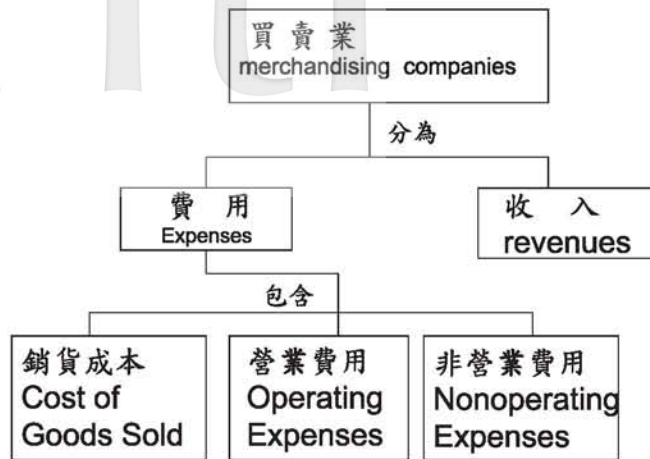 買賣業
merchandising companies
分為
費用
Expenses
收入
revenues
包含
銷貨成本
Cost of
Goods Sold
營業費用
Operating
Expenses
非營業費用
Nonoperating
Expenses